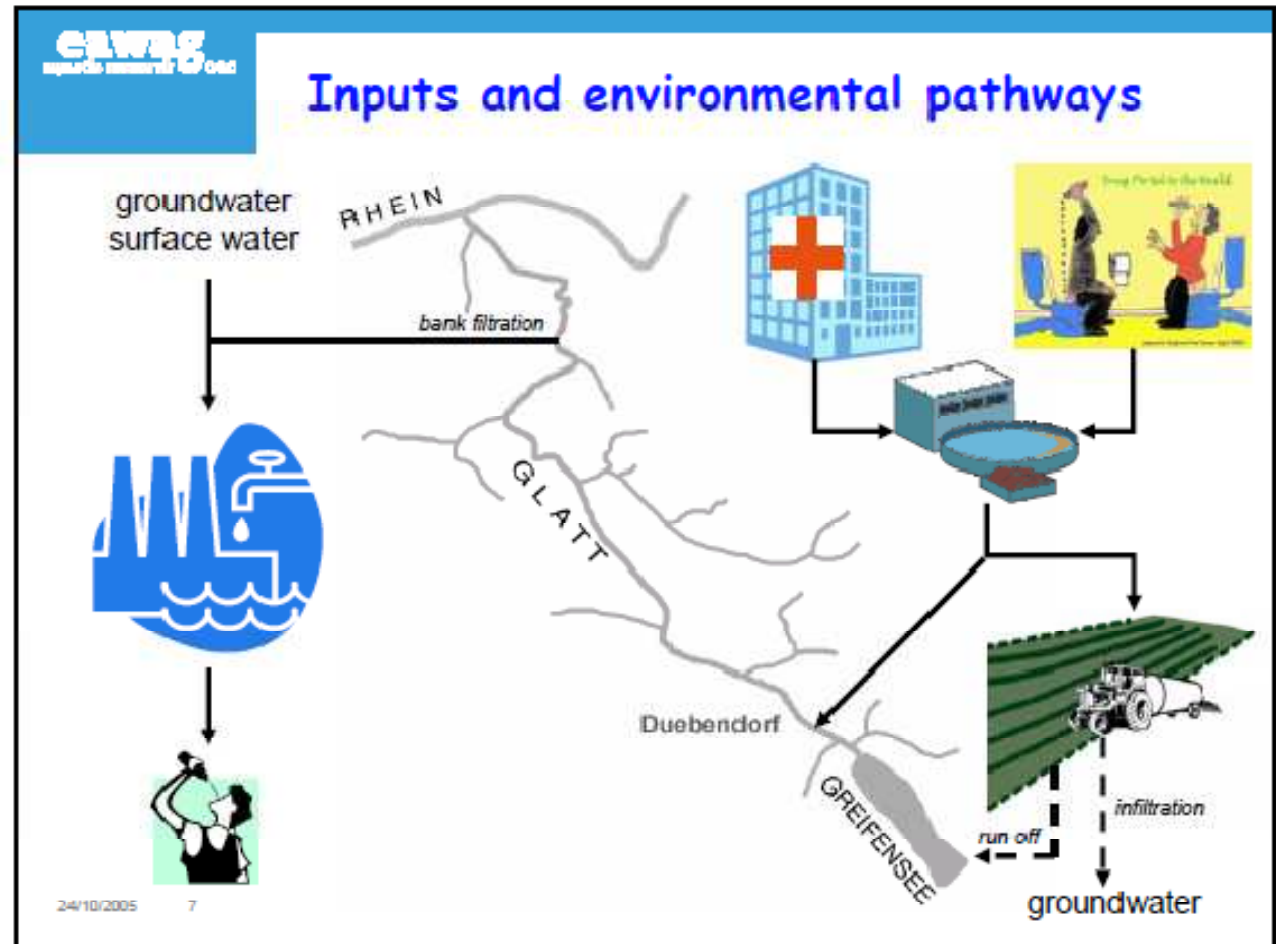 eawag
Inputs and environmental pathways
groundwater
surface water
RHEIN
bank filtration
GLATT
Duebendorf
GREIFENSEE
run off
infiltration
groundwater
24/10/2005 7